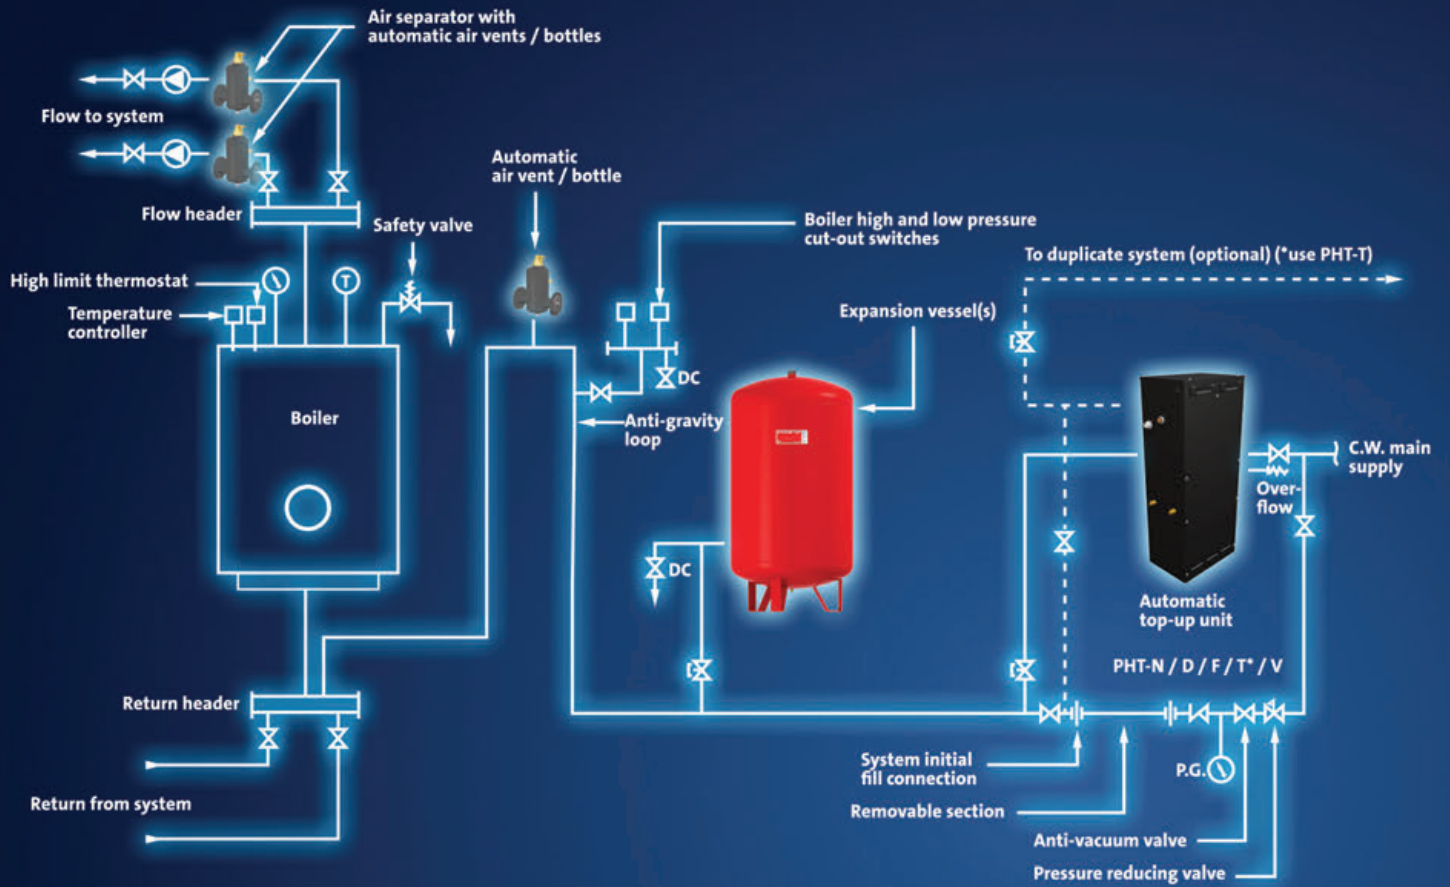 Air separator with
automatic air vents / bottles
Flow to system
Automatic
air vent / bottle
Flow header
Safety valve
Boiler high and low pressure
cut-out switches
To duplicate system (optional) (*use PHT-T)
High limit thermostat
T
Temperature
controller
Expansion vessel(s)
DC
Boiler
Anti-gravity
loop
C.W. main
supply
Over-
flow
DC
Automatic
top-up unit
PHT-N / D / F / T* / V
Return header
System initial
fill connection
P.G.
Return from system
Removable section
Anti-vacuum valve
Pressure reducing valve